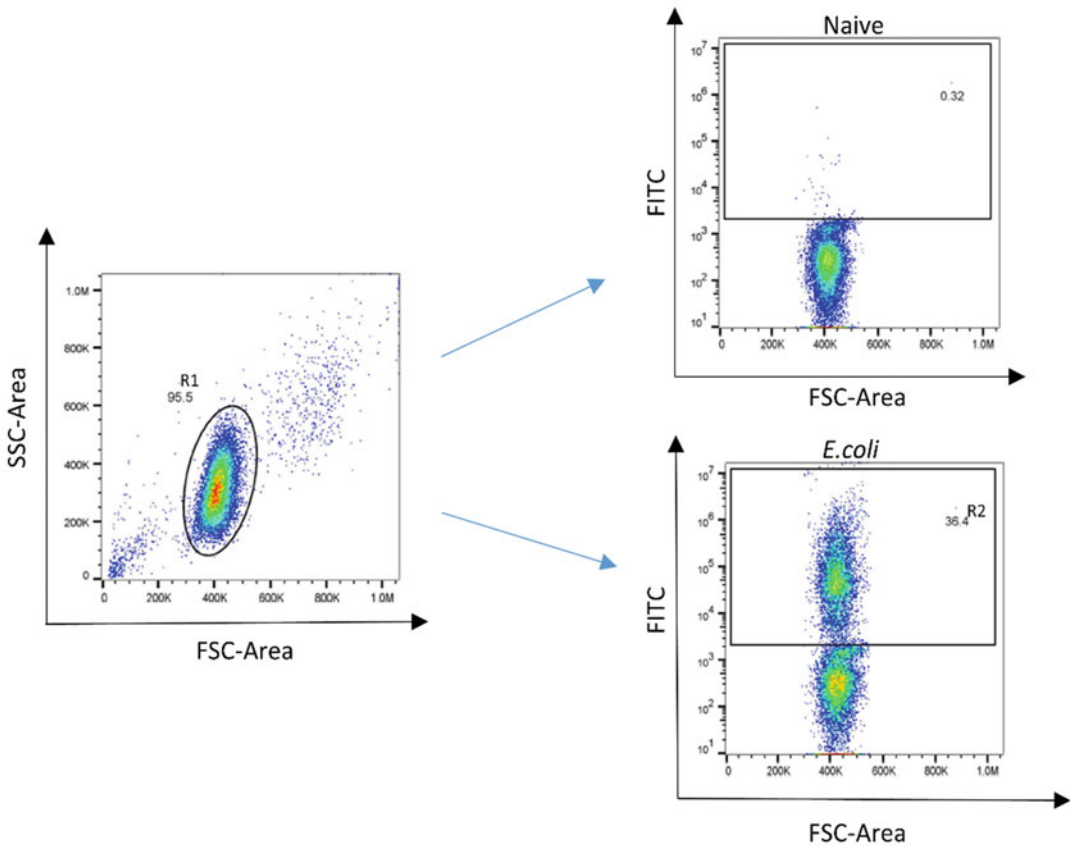 SSC-Area
1.0M
800K
600K
400K
200K
0
R1
95.5
0
200K
400K
600K
800K
1.0M
FSC-Area
Naive
FITC
10^7
10^6
10^5
10^4
10^3
10^2
10^1
0.32
0
200K
400K
600K
800K
1.0M
FSC-Area
E.coli
FITC
10^7
10^6
10^5
10^4
10^3
10^2
10^1
R2
36.4
0
200K
400K
600K
800K
1.0M
FSC-Area